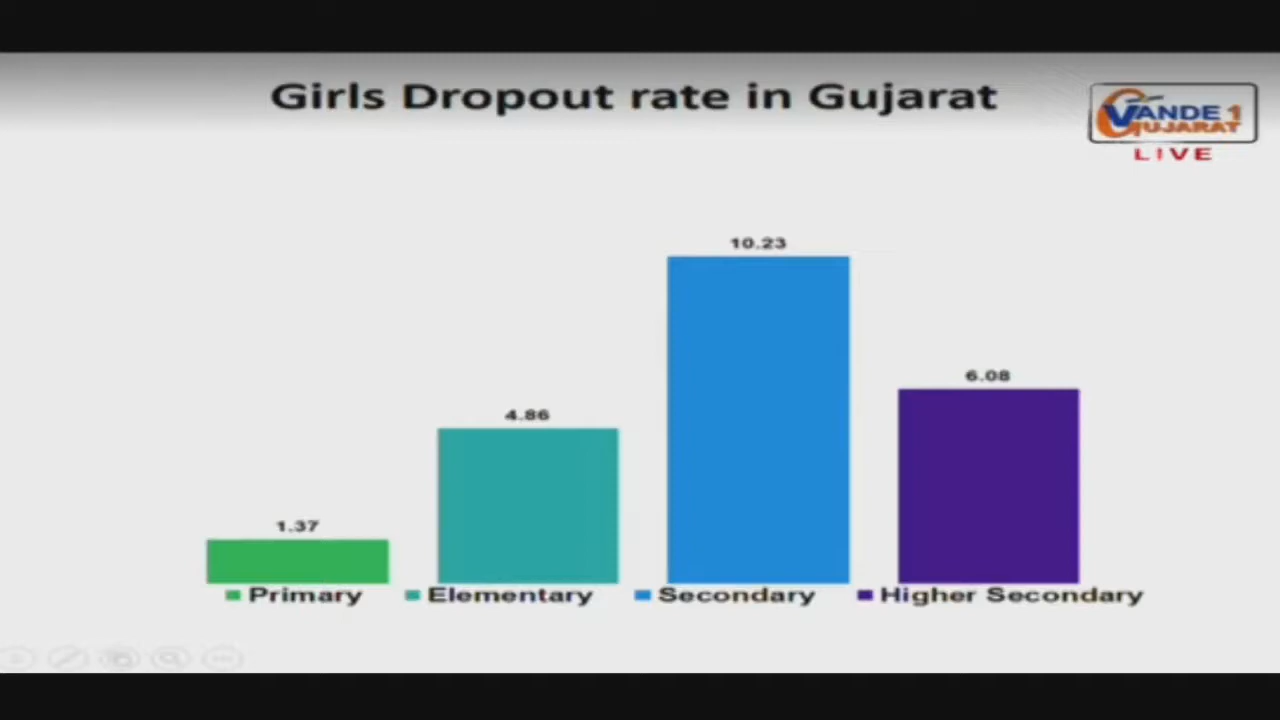 Girls Dropout rate in Gujarat
VANDE 1
GUJARAT
LIVE
10.23
6.08
4.86
1.37
Primary Elementary Secondary Higher Secondary